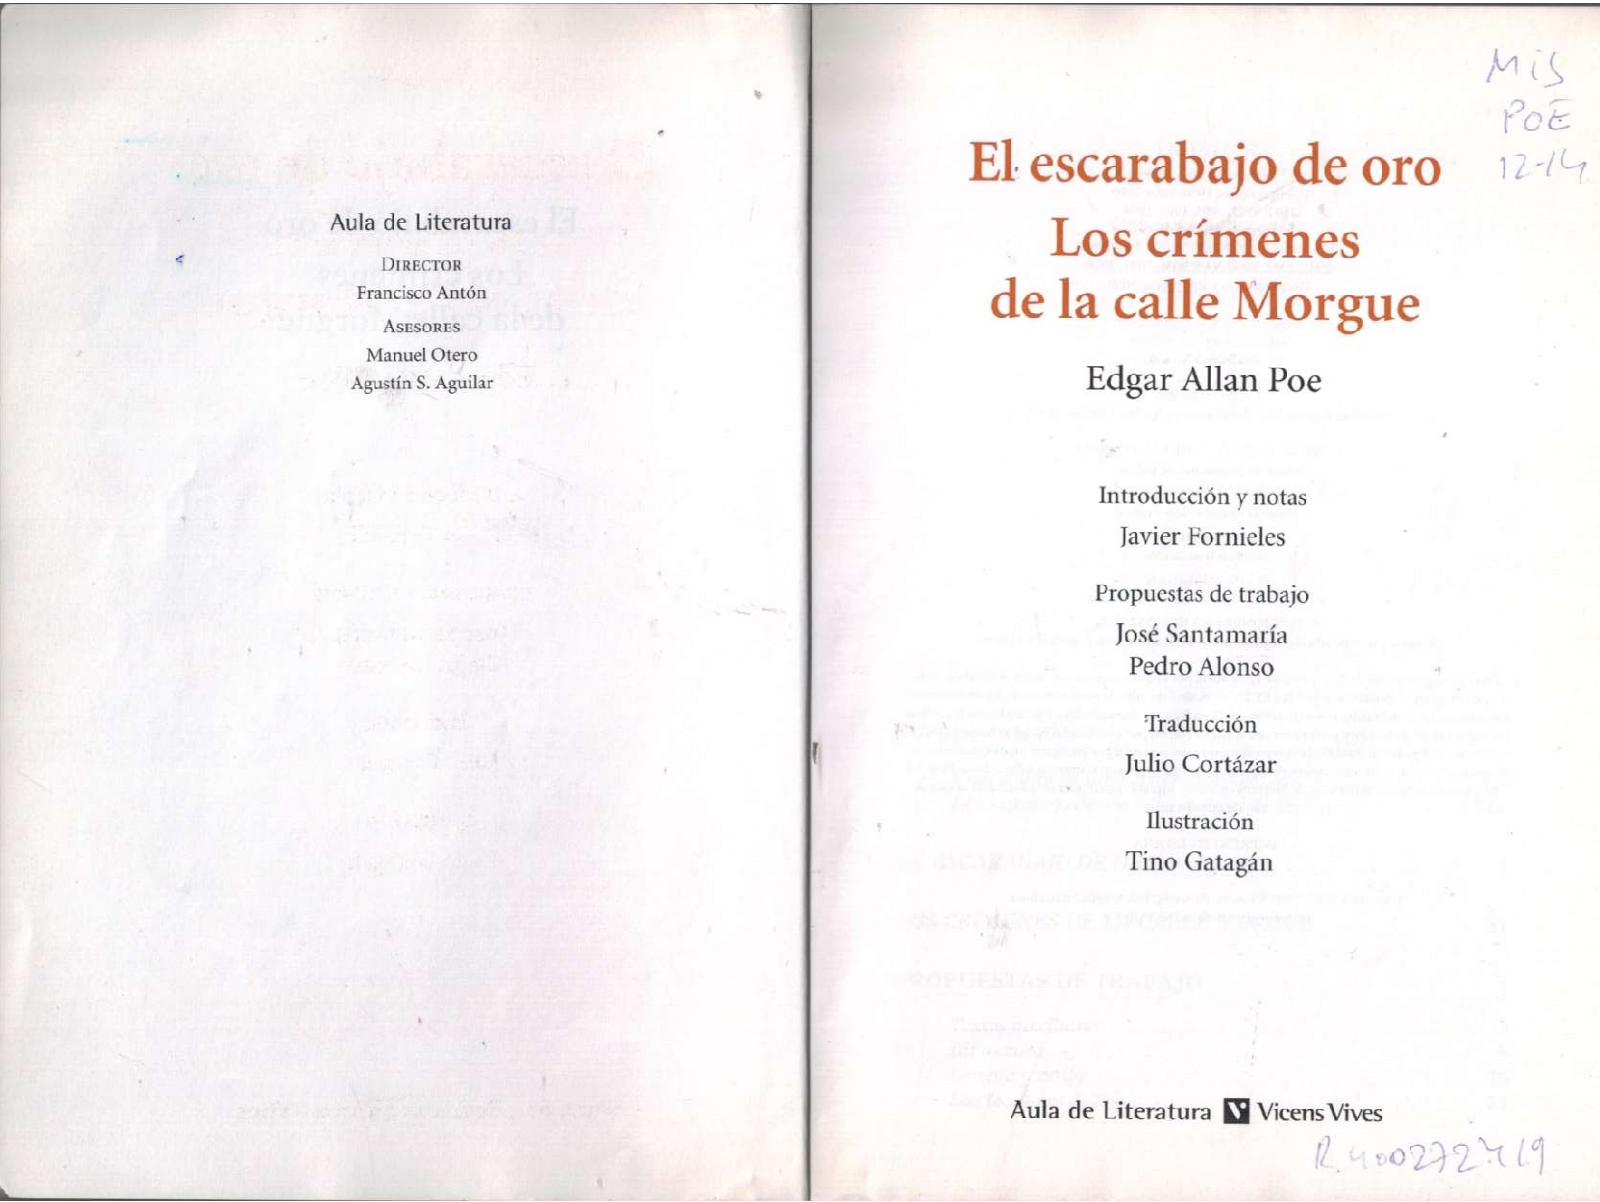 Aula de Literatura
DIRECTOR
Francisco Antón
ASESORES
Manuel Otero
Agustín S. Aguilar
MiS
POE
12-14
El escarabajo de oro
Los crímenes
de la calle Morgue
Edgar Allan Poe
Introducción y notas
Javier Fornieles
Propuestas de trabajo
José Santamaría
Pedro Alonso
Traducción
Julio Cortázar
Ilustración
Tino Gatagán
Aula de Literatura Vicens Vives